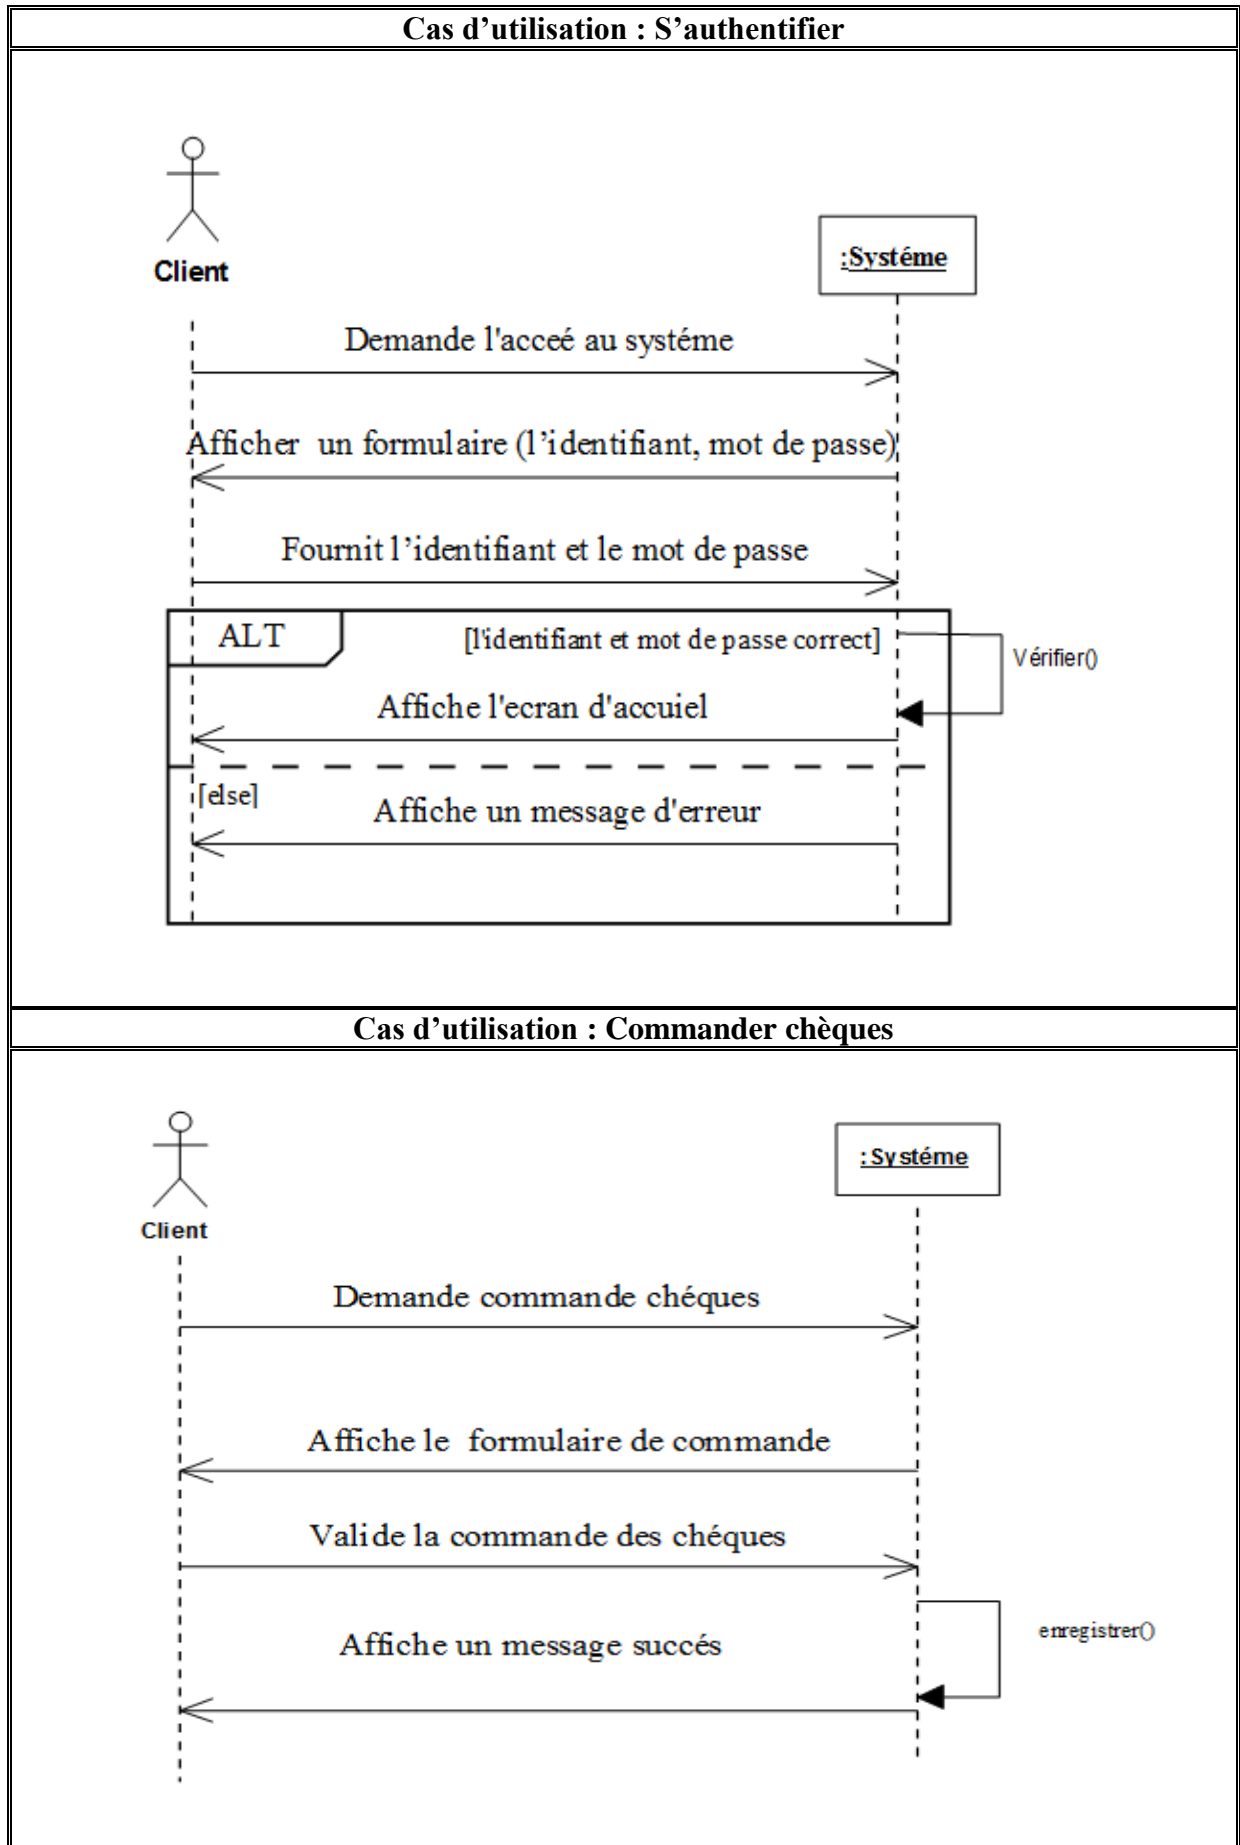 Cas d’utilisation : S’authentifier
Client
:Systéme
Demande l'acceé au systéme
Afficher un formulaire (l’identifiant, mot de passe)
Fournit l’identifiant et le mot de passe
ALT
[l'identifiant et mot de passe correct]
Vérifier()
Affiche l'ecran d'accuiel
[else]
Affiche un message d'erreur
Cas d’utilisation : Commander chèques
:Systéme
Client
Demande commande chéques
Affiche le formulaire de commande
Valide la commande des chéques
enregistrer()
Affiche un message succés